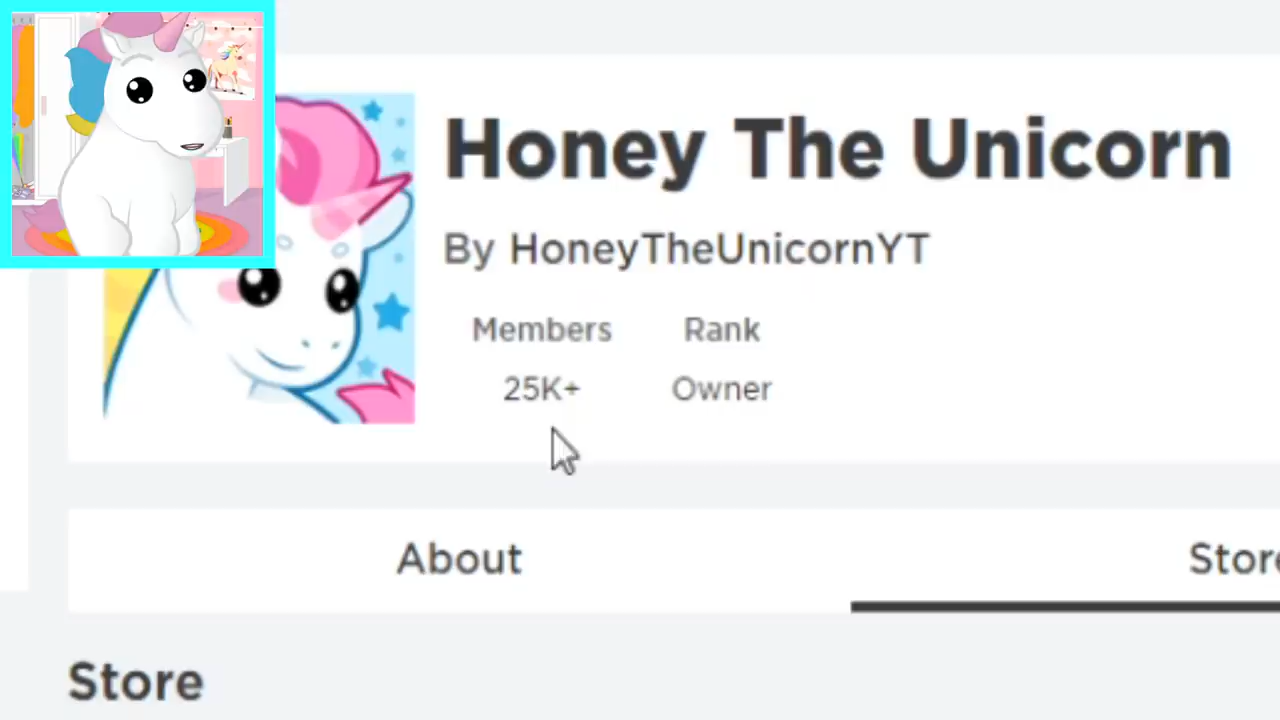 Honey The Unicorn
By HoneyTheUnicornYT
Members Rank
25K+ Owner
About Store
Store